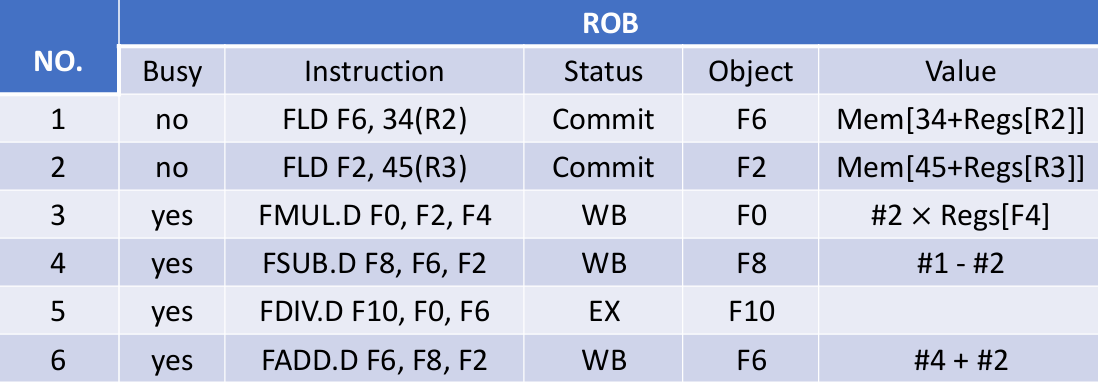 ROB
NO.
Busy Instruction Status Object Value
1 no FLD F6, 34(R2) Commit F6 Mem[34+Regs[R2]]
2 no FLD F2, 45(R3) Commit F2 Mem[45+Regs[R3]]
3 yes FMUL.D F0, F2, F4 WB F0 #2 × Regs[F4]
4 yes FSUB.D F8, F6, F2 WB F8 #1 - #2
5 yes FDIV.D F10, F0, F6 EX F10
6 yes FADD.D F6, F8, F2 WB F6 #4 + #2